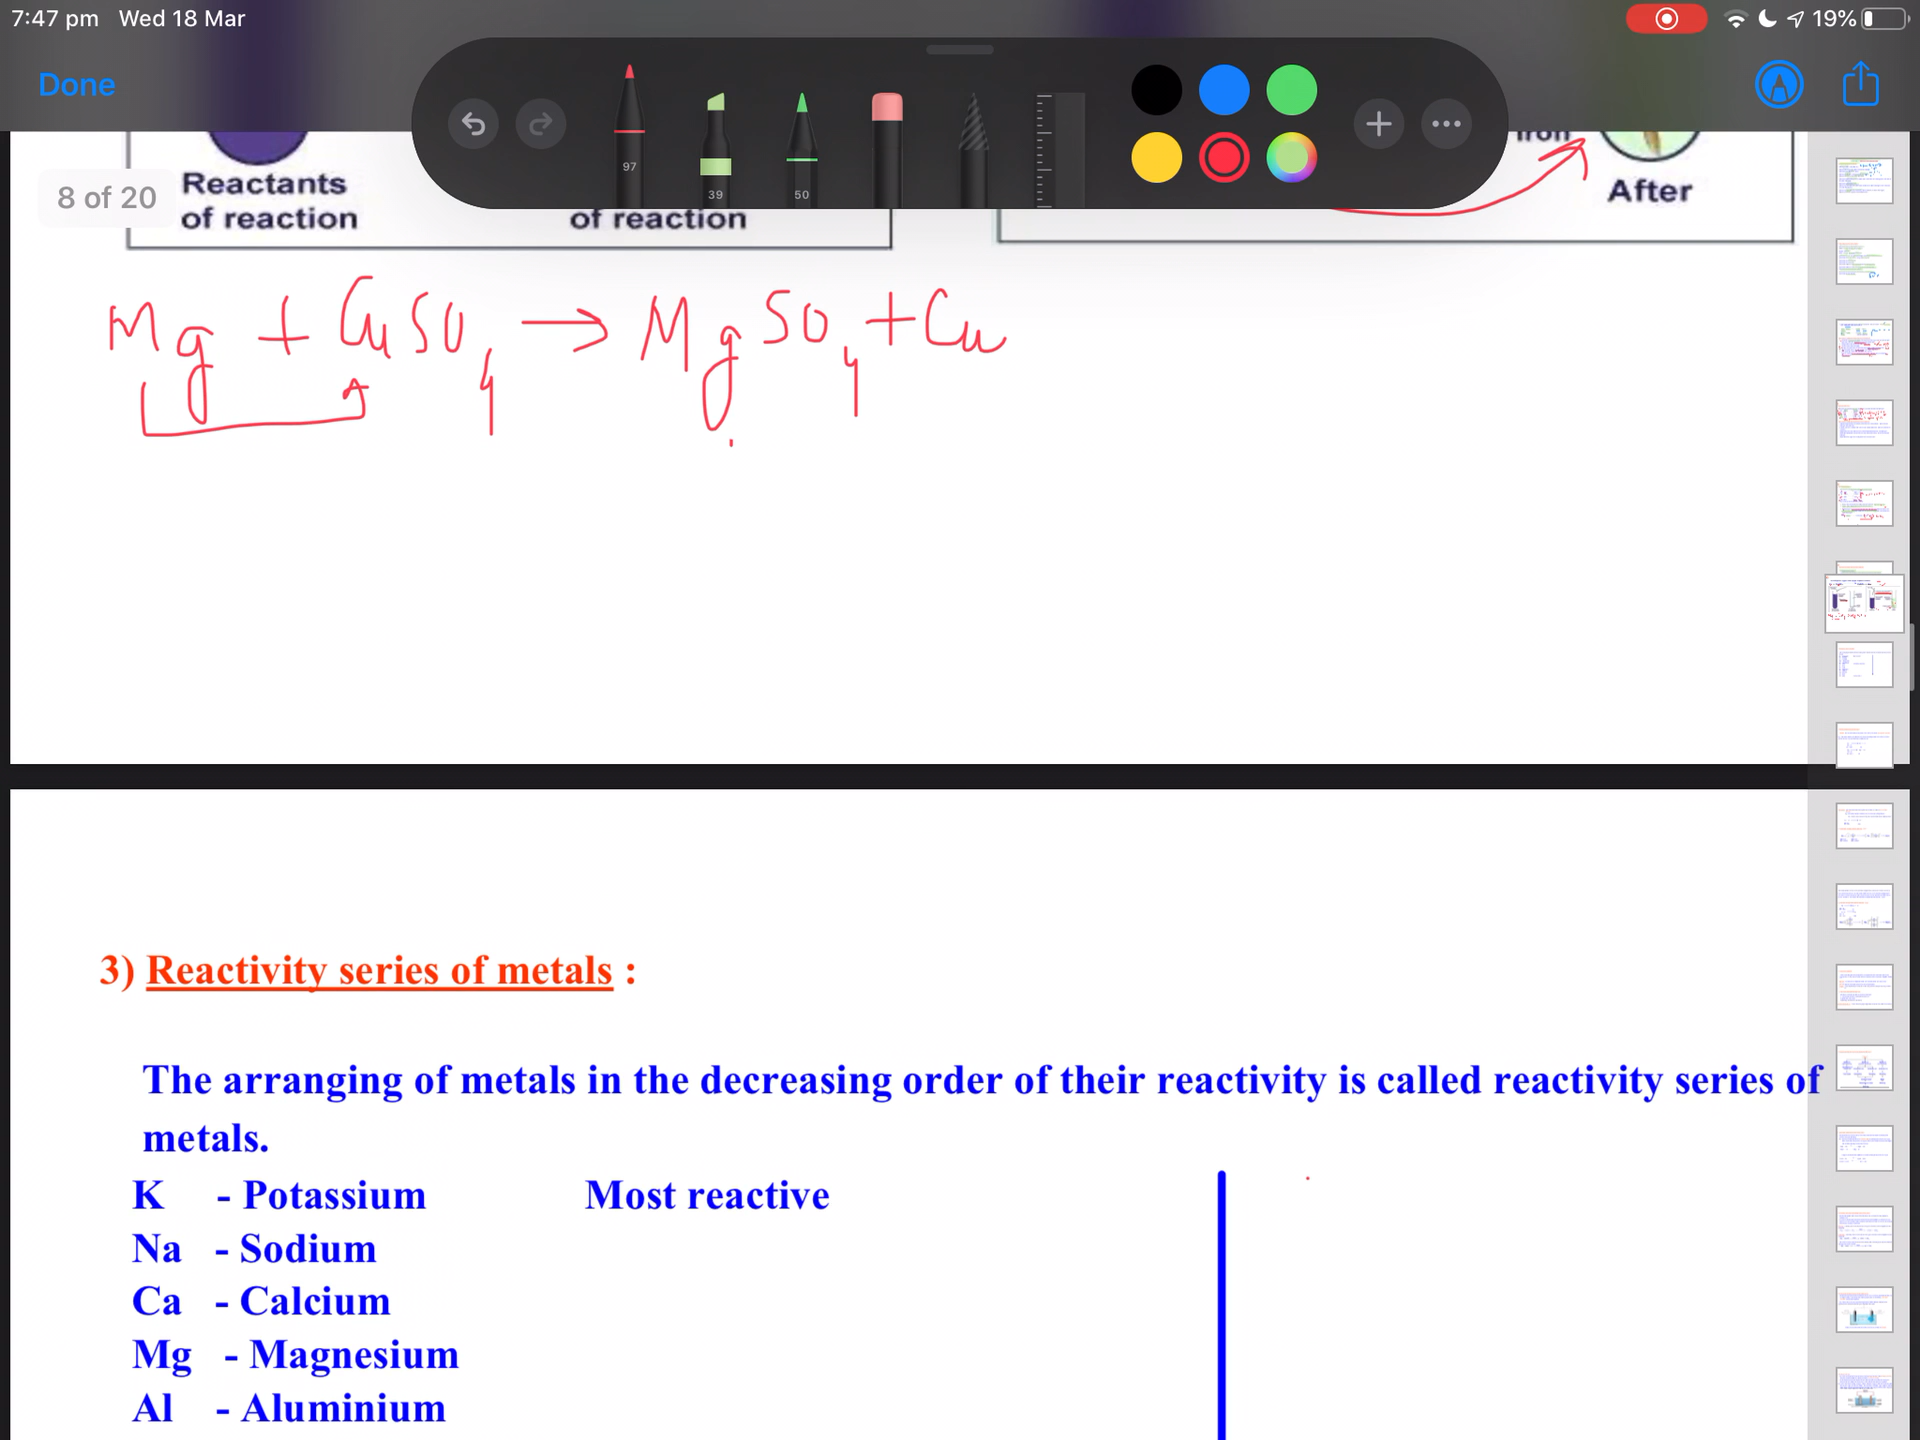 7:47 pm Wed 18 Mar
19%
Done
97
39
50
8 of 20
Reactants
of reaction
of reaction
Iron
After
Mg + CuSO4 → MgSO4 + Cu
3) Reactivity series of metals :
The arranging of metals in the decreasing order of their reactivity is called reactivity series of
metals.
K - Potassium Most reactive
Na - Sodium
Ca - Calcium
Mg - Magnesium
Al - Aluminium